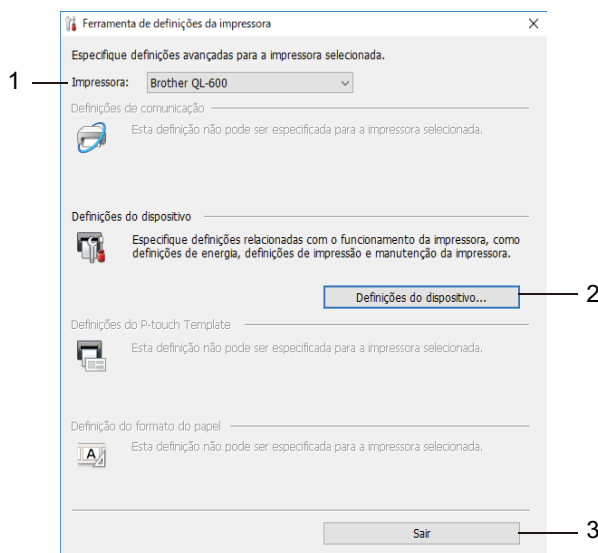 Ferramenta de definições da impressora
Especifique definições avançadas para a impressora selecionada.
1
Impressora:
Brother QL-600
Definições de comunicação
Esta definição não pode ser especificada para a impressora selecionada.
Definições do dispositivo
Especifique definições relacionadas com o funcionamento da impressora, como
definições de energia, definições de impressão e manutenção da impressora.
Definições do dispositivo...
2
Definições do P-touch Template
Esta definição não pode ser especificada para a impressora selecionada.
Definição do formato do papel
Esta definição não pode ser especificada para a impressora selecionada.
A
Sair
3